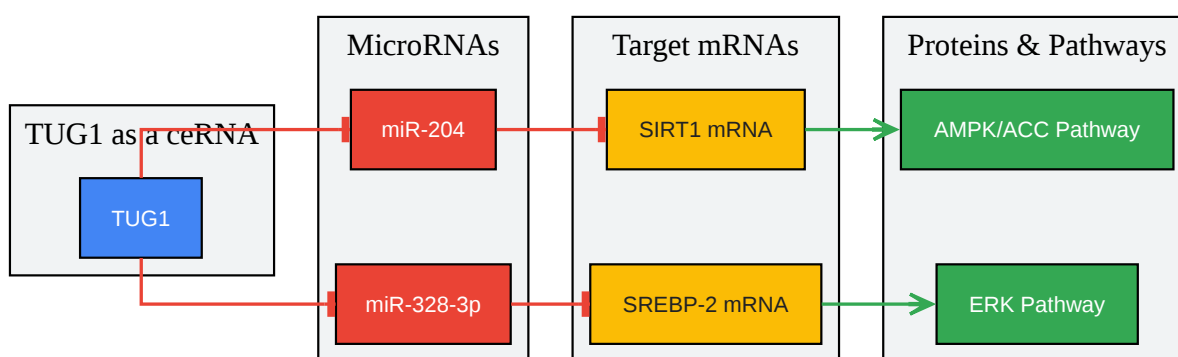 TUG1 as a ceRNA
TUG1
MicroRNAs
miR-204
miR-328-3p
Target mRNAs
SIRT1 mRNA
SREBP-2 mRNA
Proteins & Pathways
AMPK/ACC Pathway
ERK Pathway